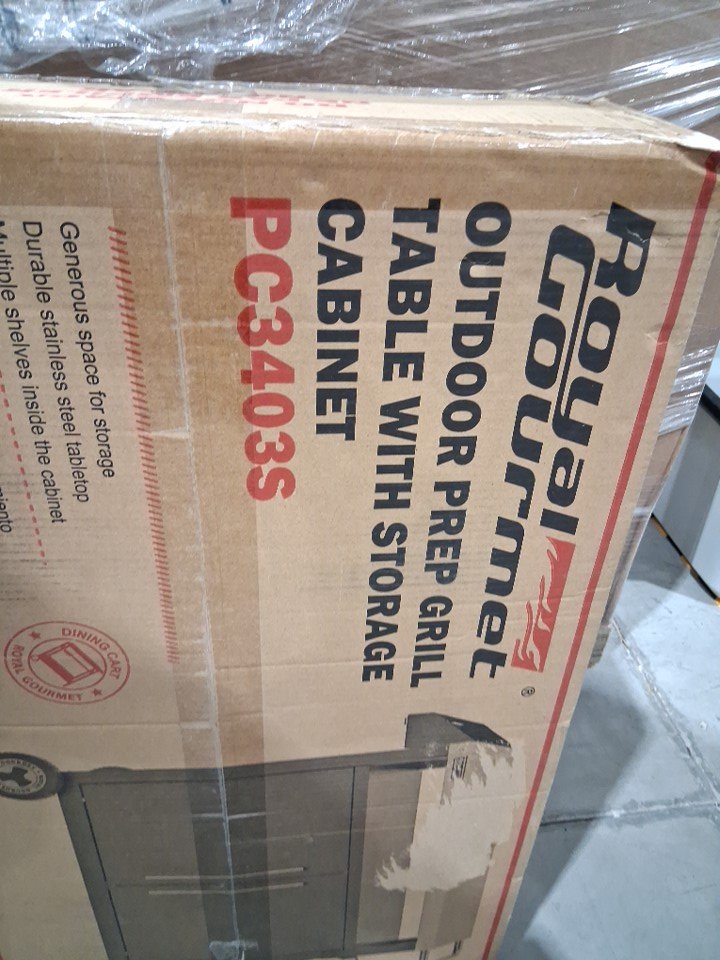 Royal
Gourmet®
OUTDOOR PREP GRILL
TABLE WITH STORAGE
CABINET
PC3403S
Generous space for storage
Durable stainless steel tabletop
Multiple shelves inside the cabinet
DINING CART
ROYAL GOURMET